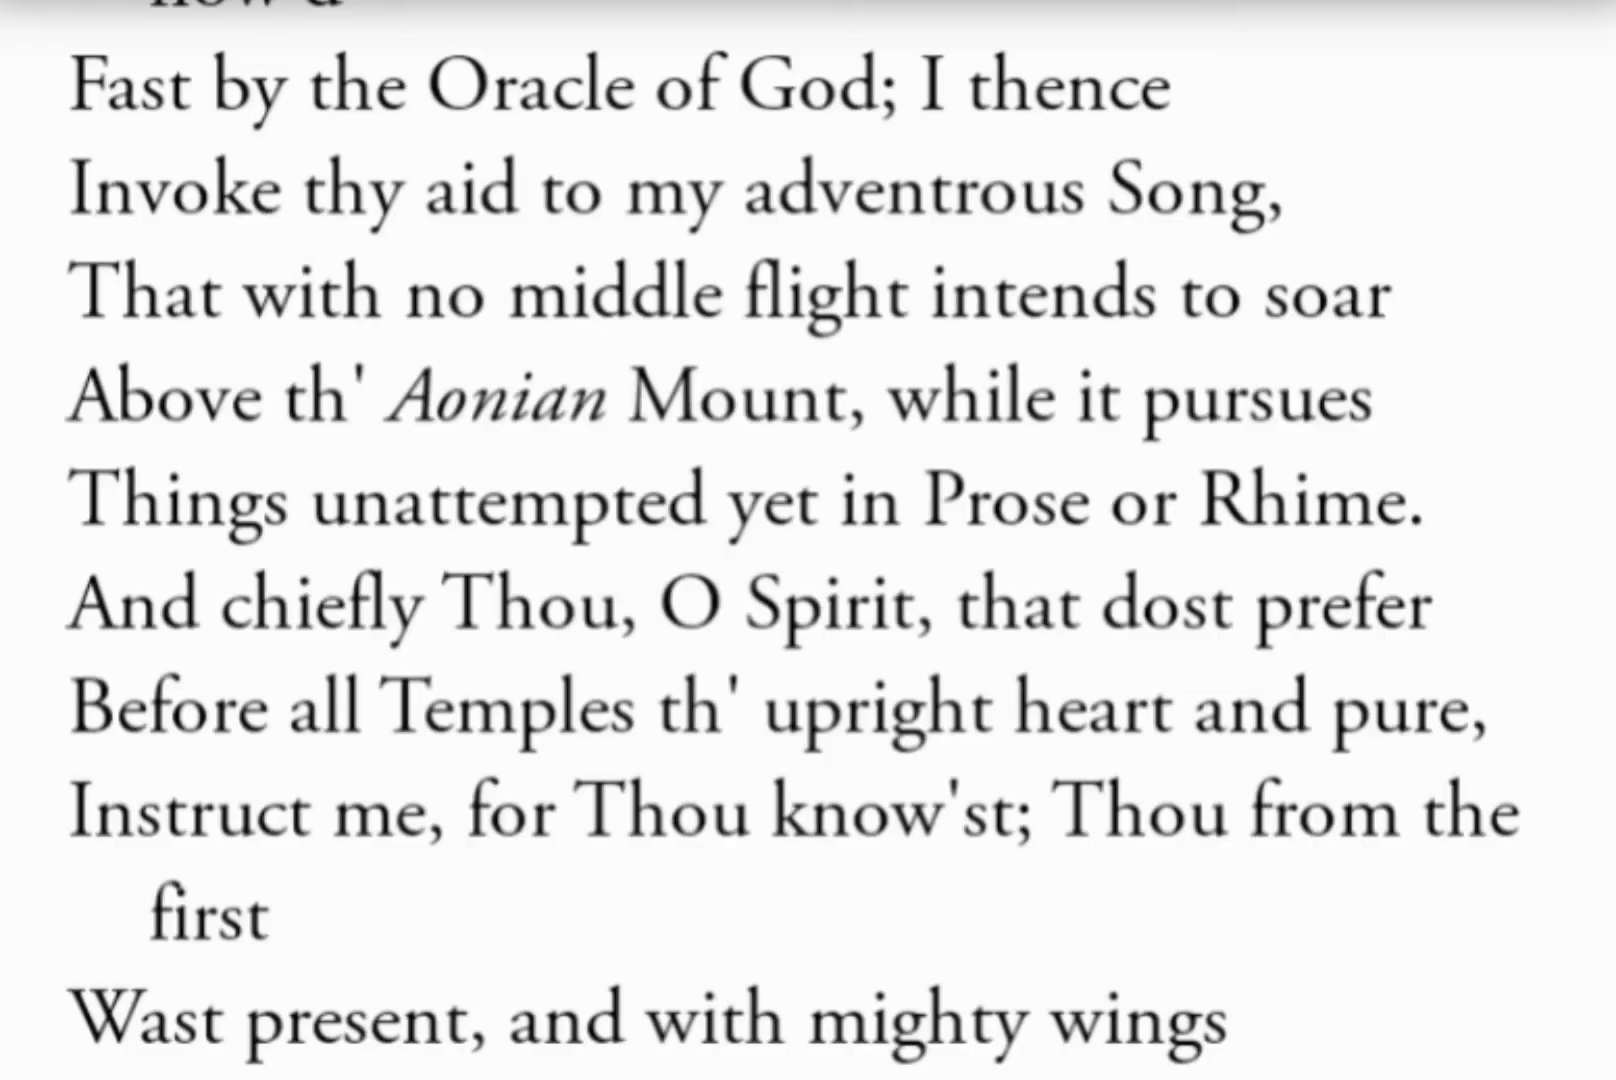 Fast by the Oracle of God; I thence
Invoke thy aid to my adventrous Song,
That with no middle flight intends to soar
Above th' Aonian Mount, while it pursues
Things unattempted yet in Prose or Rhime.
And chiefly Thou, O Spirit, that dost prefer
Before all Temples th' upright heart and pure,
Instruct me, for Thou know'st; Thou from the
first
Wast present, and with mighty wings